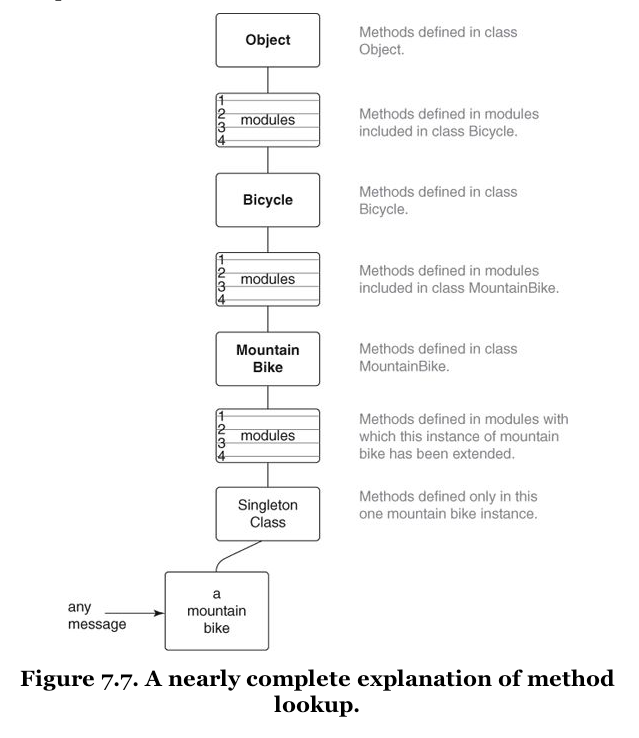 Object
Methods defined in class
Object.
1
2
3
4
modules
Methods defined in modules
included in class Bicycle.
Bicycle
Methods defined in class
Bicycle.
1
2
3
4
modules
Methods defined in modules
included in class MountainBike.
Mountain
Bike
Methods defined in class
MountainBike.
1
2
3
4
modules
Methods defined in modules with
which this instance of mountain
bike has been extended.
Singleton
Class
Methods defined only in this
one mountain bike instance.
any
message
a
mountain
bike
Figure 7.7. A nearly complete explanation of method
lookup.